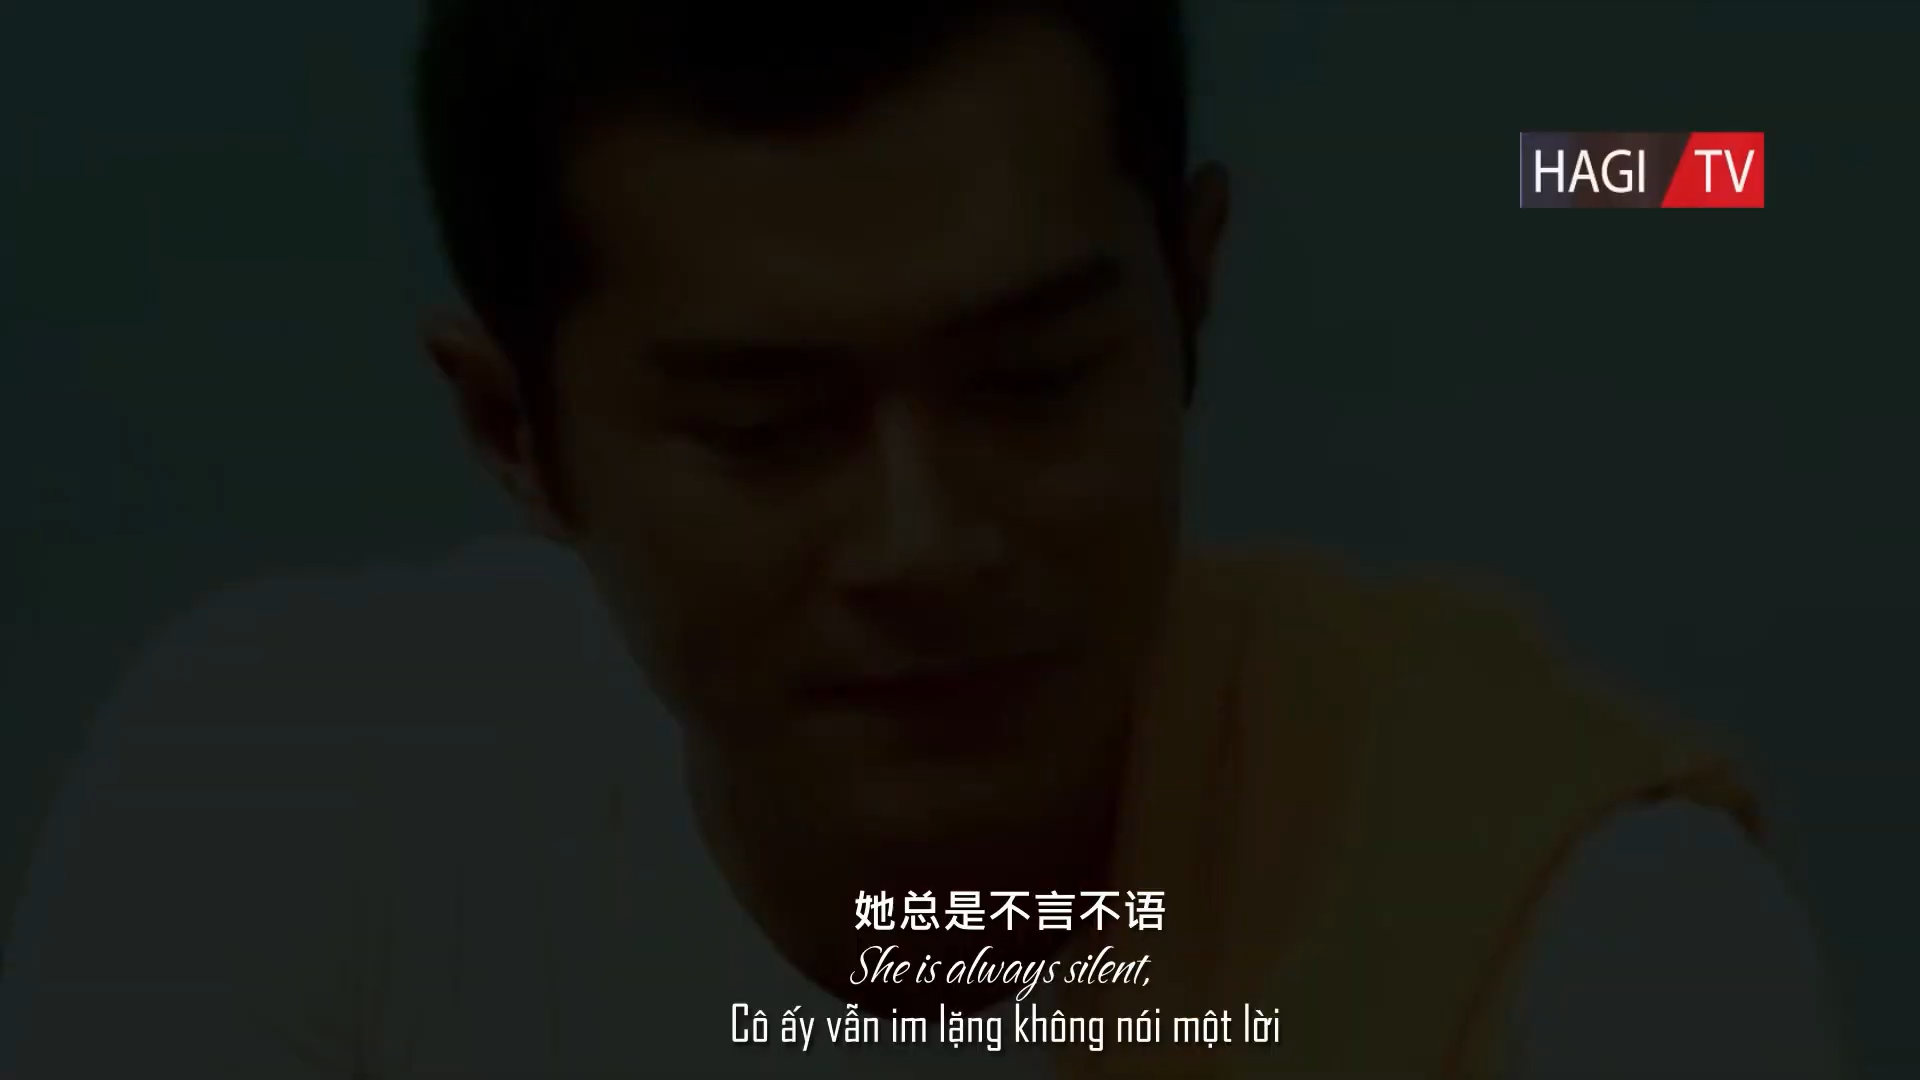 HAGI TV
她总是不言不语
She is always silent,
Cô ấy vẫn im lặng không nói một lời